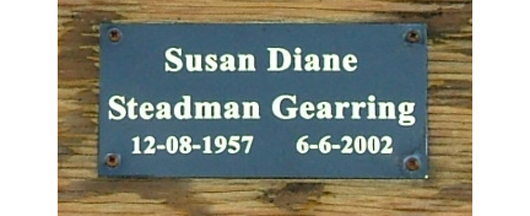 Susan Diane
Steadman Gearring
12-08-1957 6-6-2002